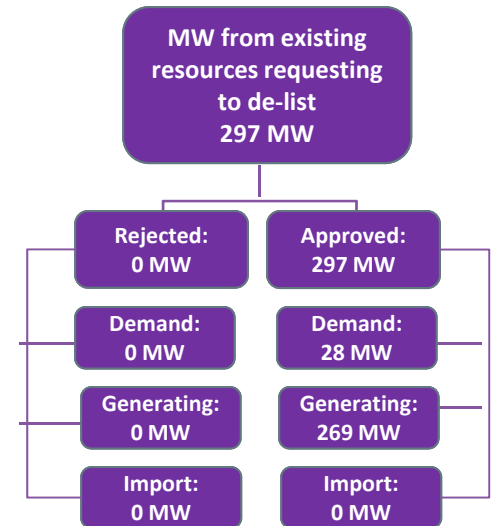 MW from existing
resources requesting
to de-list
297 MW
Rejected:
0 MW
Approved:
297 MW
Demand:
0 MW
Demand:
28 MW
Generating:
0 MW
Generating:
269 MW
Import:
0 MW
Import:
0 MW